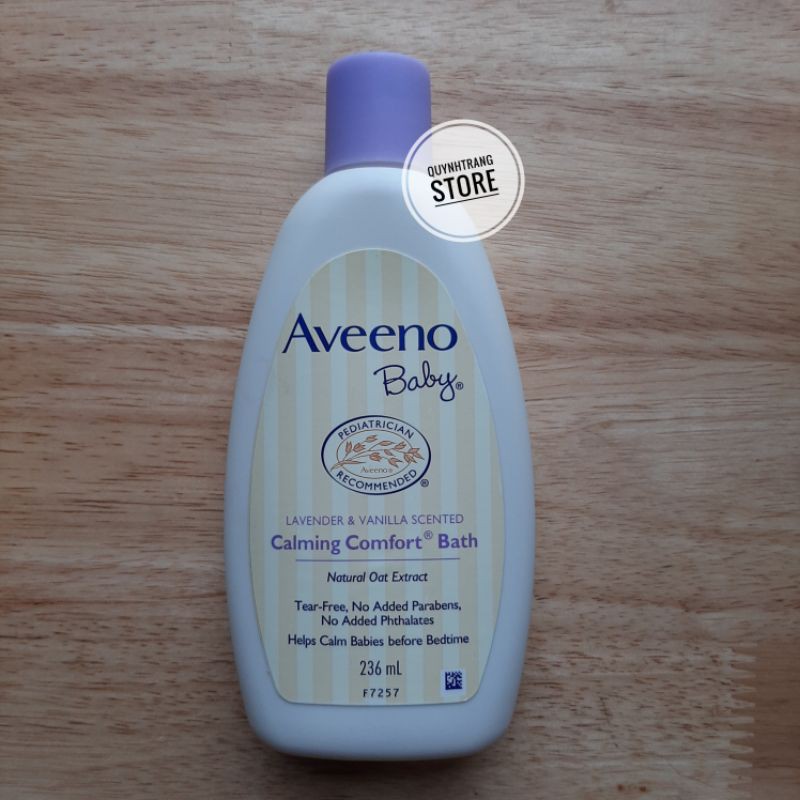 QUYNHTRANG
STORE
Aveeno
Baby®
PEDIATRICIAN
Aveeno®
RECOMMENDED®
LAVENDER & VANILLA SCENTED
Calming Comfort® Bath
Natural Oat Extract
Tear-Free, No Added Parabens,
No Added Phthalates
Helps Calm Babies before Bedtime
236 mL
F7257